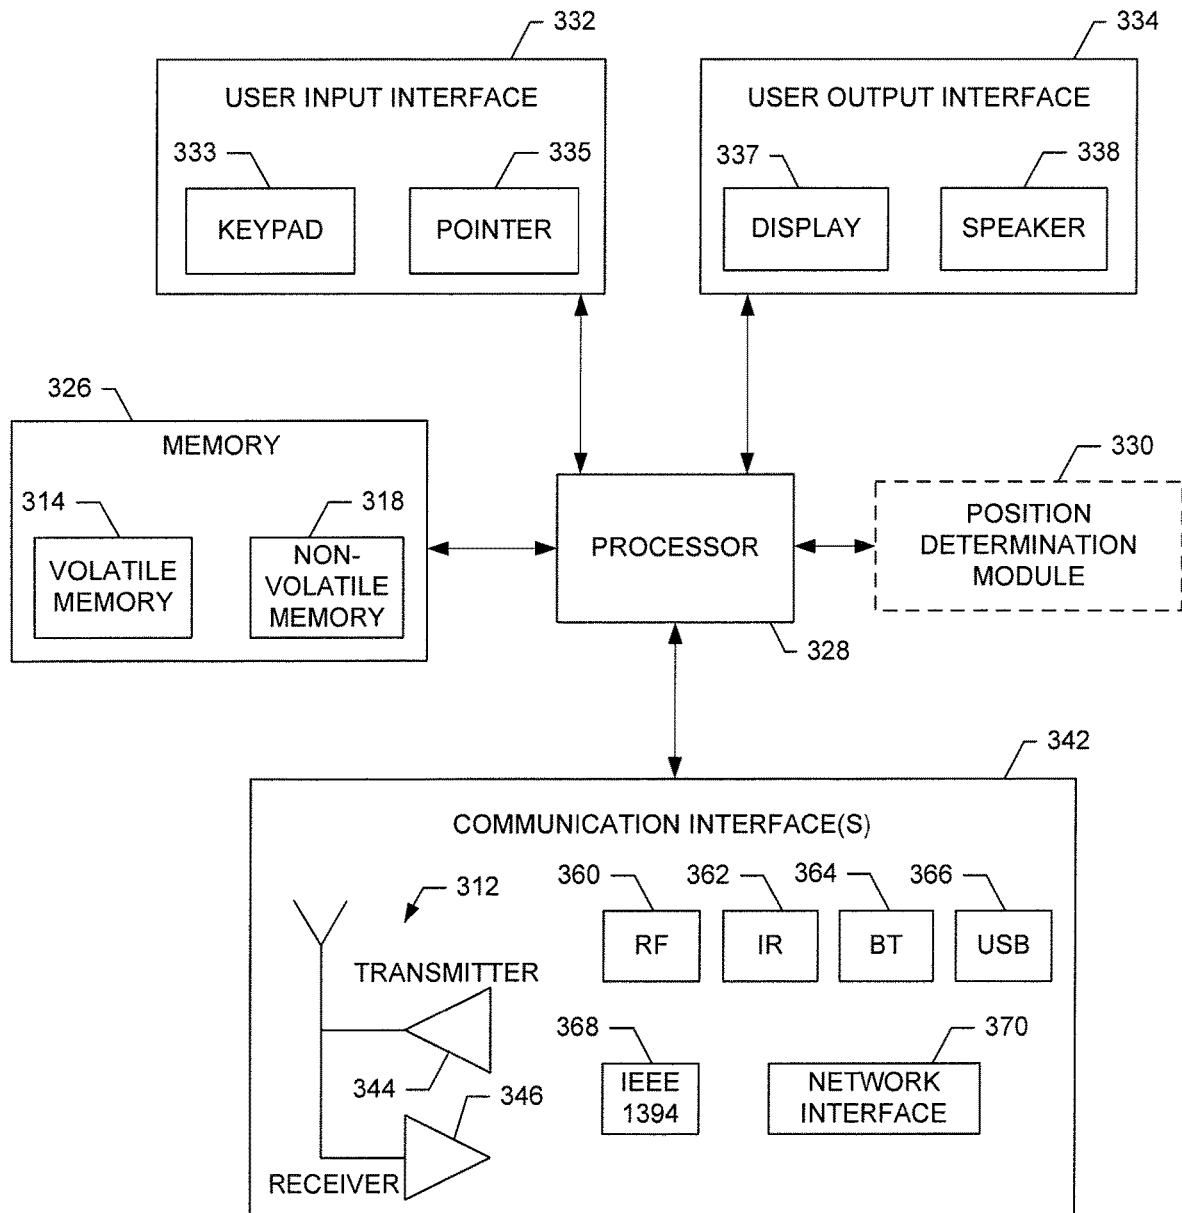 332
334
USER INPUT INTERFACE
USER OUTPUT INTERFACE
333
335
337
338
KEYPAD
POINTER
DISPLAY
SPEAKER
326
MEMORY
314
318
VOLATILE
MEMORY
NON-
VOLATILE
MEMORY
PROCESSOR
328
330
POSITION
DETERMINATION
MODULE
342
COMMUNICATION INTERFACE(S)
312
360
362
364
366
RF
IR
BT
USB
TRANSMITTER
344
346
RECEIVER
368
370
IEEE
1394
NETWORK
INTERFACE